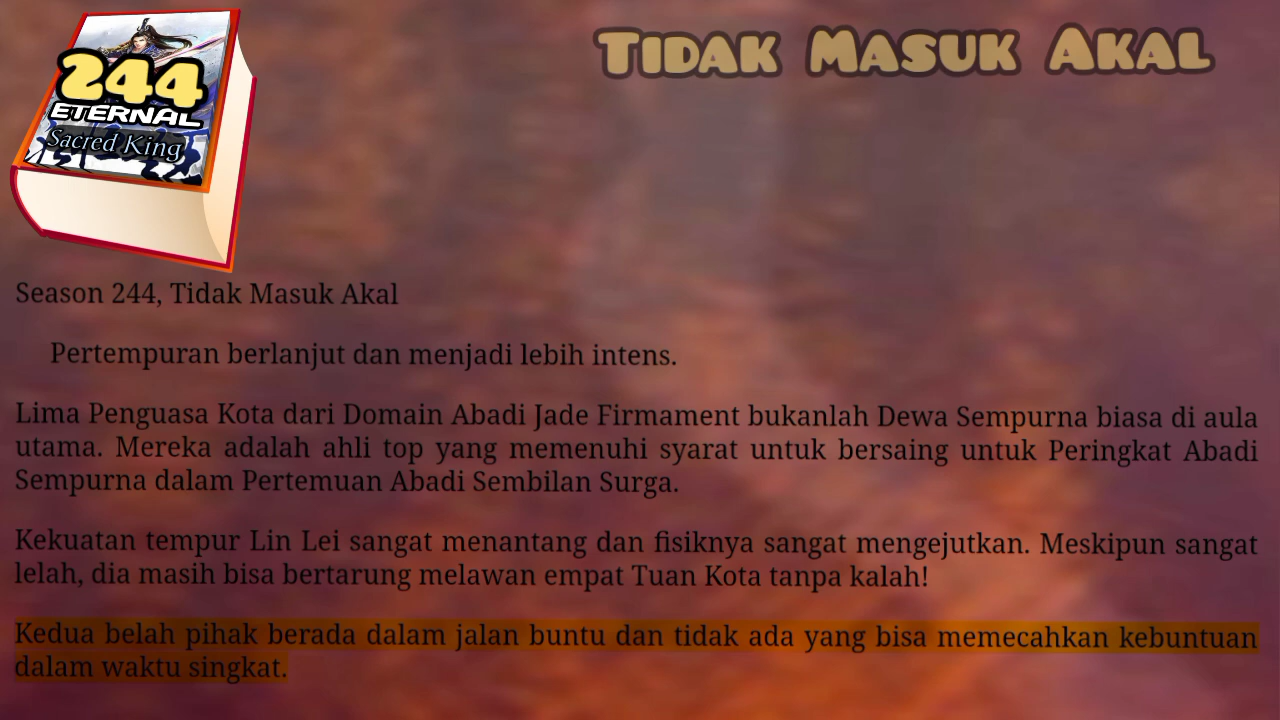 244
ETERNAL
Sacred King
Tidak Masuk Akal
Season 244, Tidak Masuk Akal
Pertempuran berlanjut dan menjadi lebih intens.
Lima Penguasa Kota dari Domain Abadi Jade Firmament bukanlah Dewa Sempurna biasa di aula
utama. Mereka adalah ahli top yang memenuhi syarat untuk bersaing untuk Peringkat Abadi
Sempurna dalam Pertemuan Abadi Sembilan Surga.
Kekuatan tempur Lin Lei sangat menantang dan fisiknya sangat mengejutkan. Meskipun sangat
lelah, dia masih bisa bertarung melawan empat Tuan Kota tanpa kalah!
Kedua belah pihak berada dalam jalan buntu dan tidak ada yang bisa memecahkan kebuntuan
dalam waktu singkat.